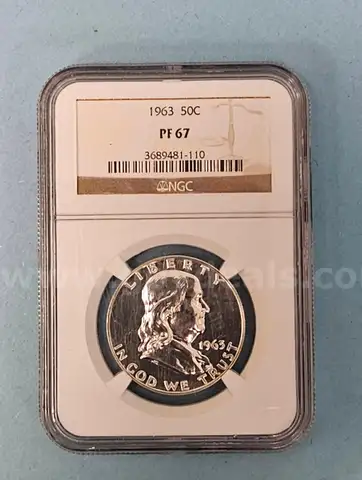 1963 50C
PF 67
3689481-110
NGC
LIBERTY
1963
IN GOD WE TRUST